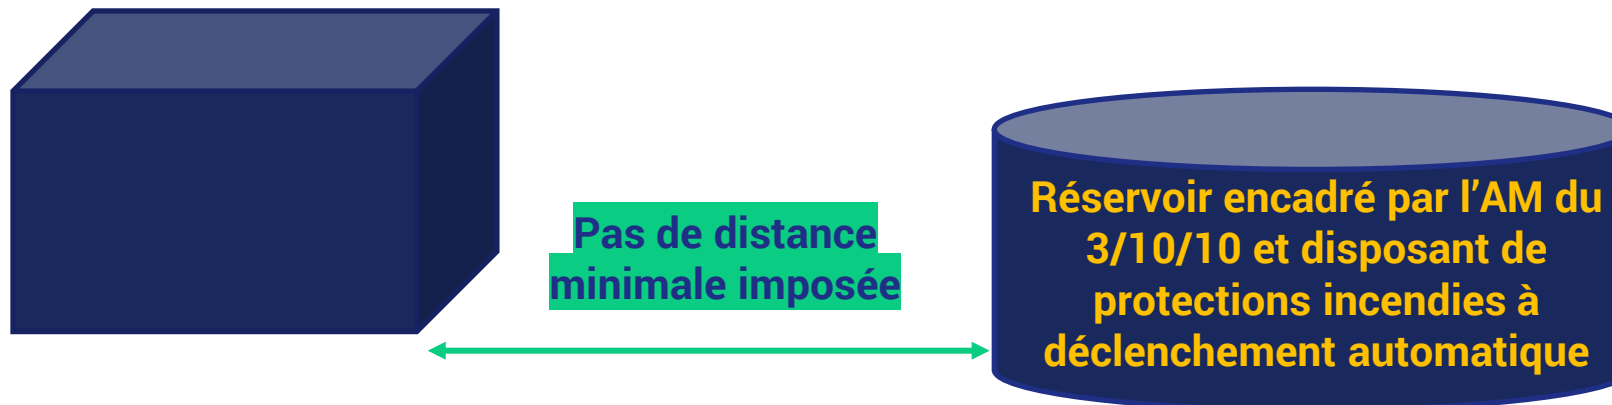 Pas de distance
minimale imposée
Réservoir encadré par l’AM du
3/10/10 et disposant de
protections incendies à
déclenchement automatique